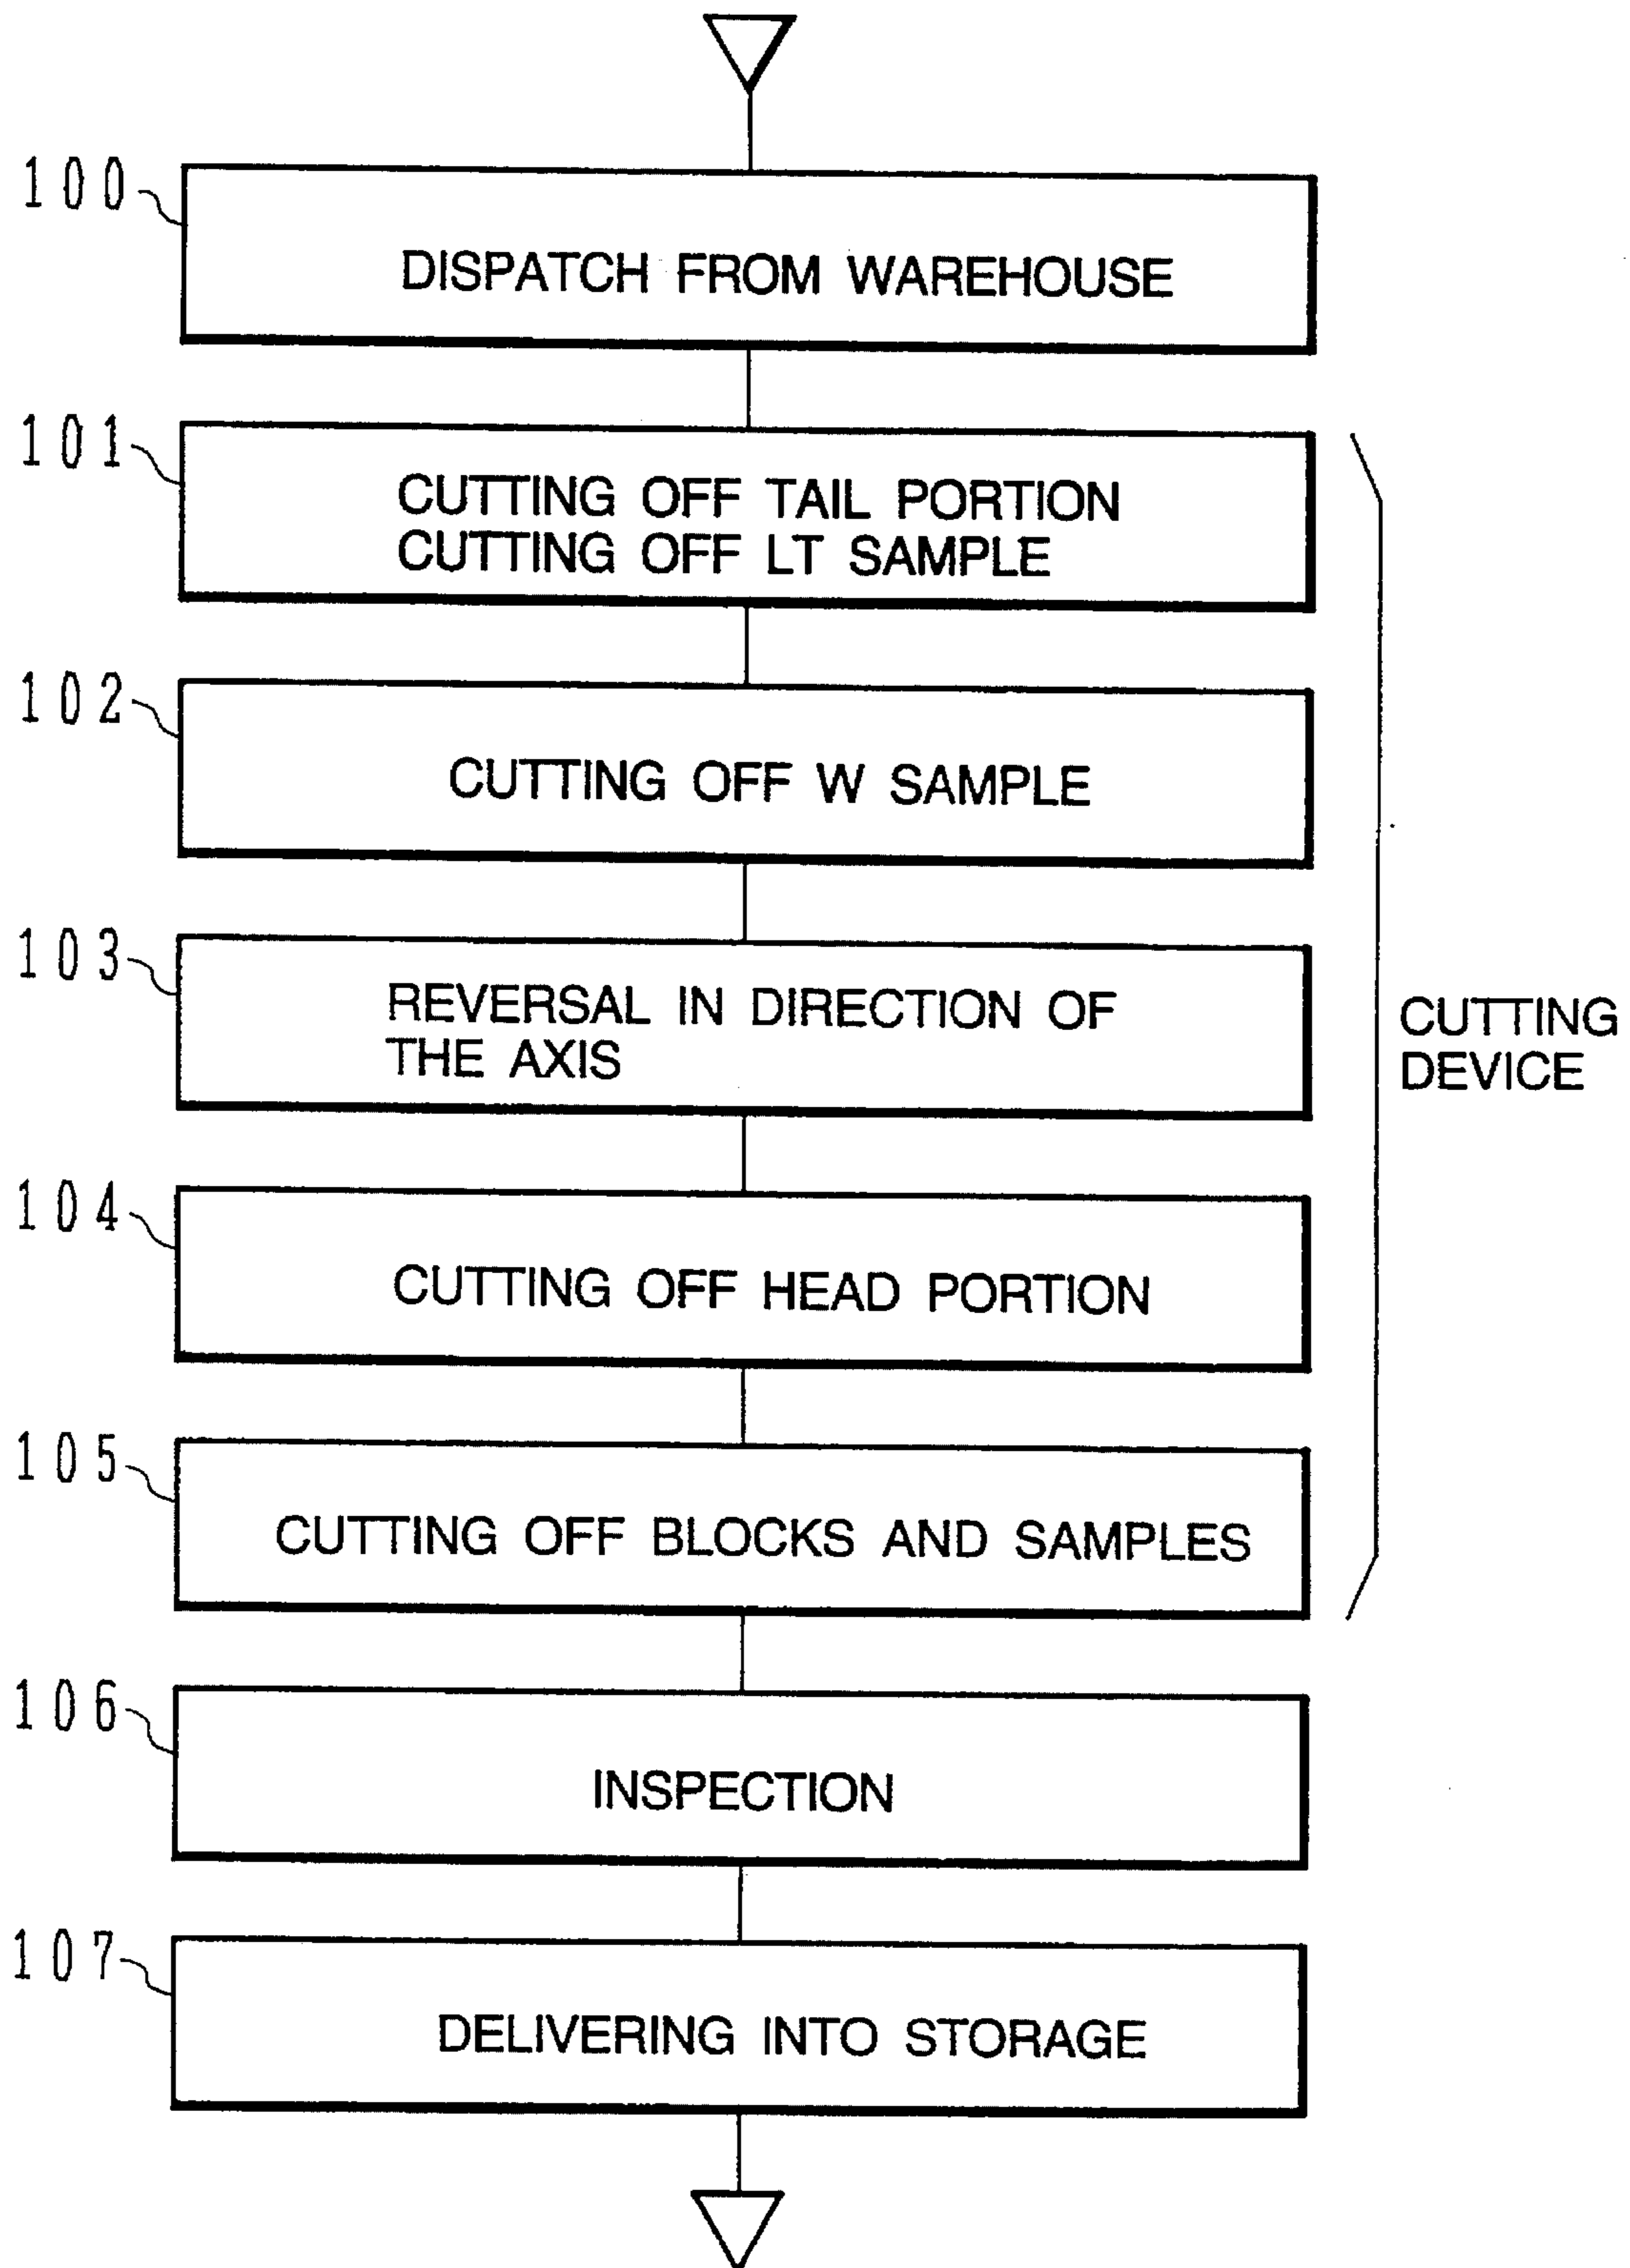 100
DISPATCH FROM WAREHOUSE
101
CUTTING OFF TAIL PORTION
CUTTING OFF LT SAMPLE
102
CUTTING OFF W SAMPLE
103
REVERSAL IN DIRECTION OF
THE AXIS
CUTTING
DEVICE
104
CUTTING OFF HEAD PORTION
105
CUTTING OFF BLOCKS AND SAMPLES
106
INSPECTION
107
DELIVERING INTO STORAGE